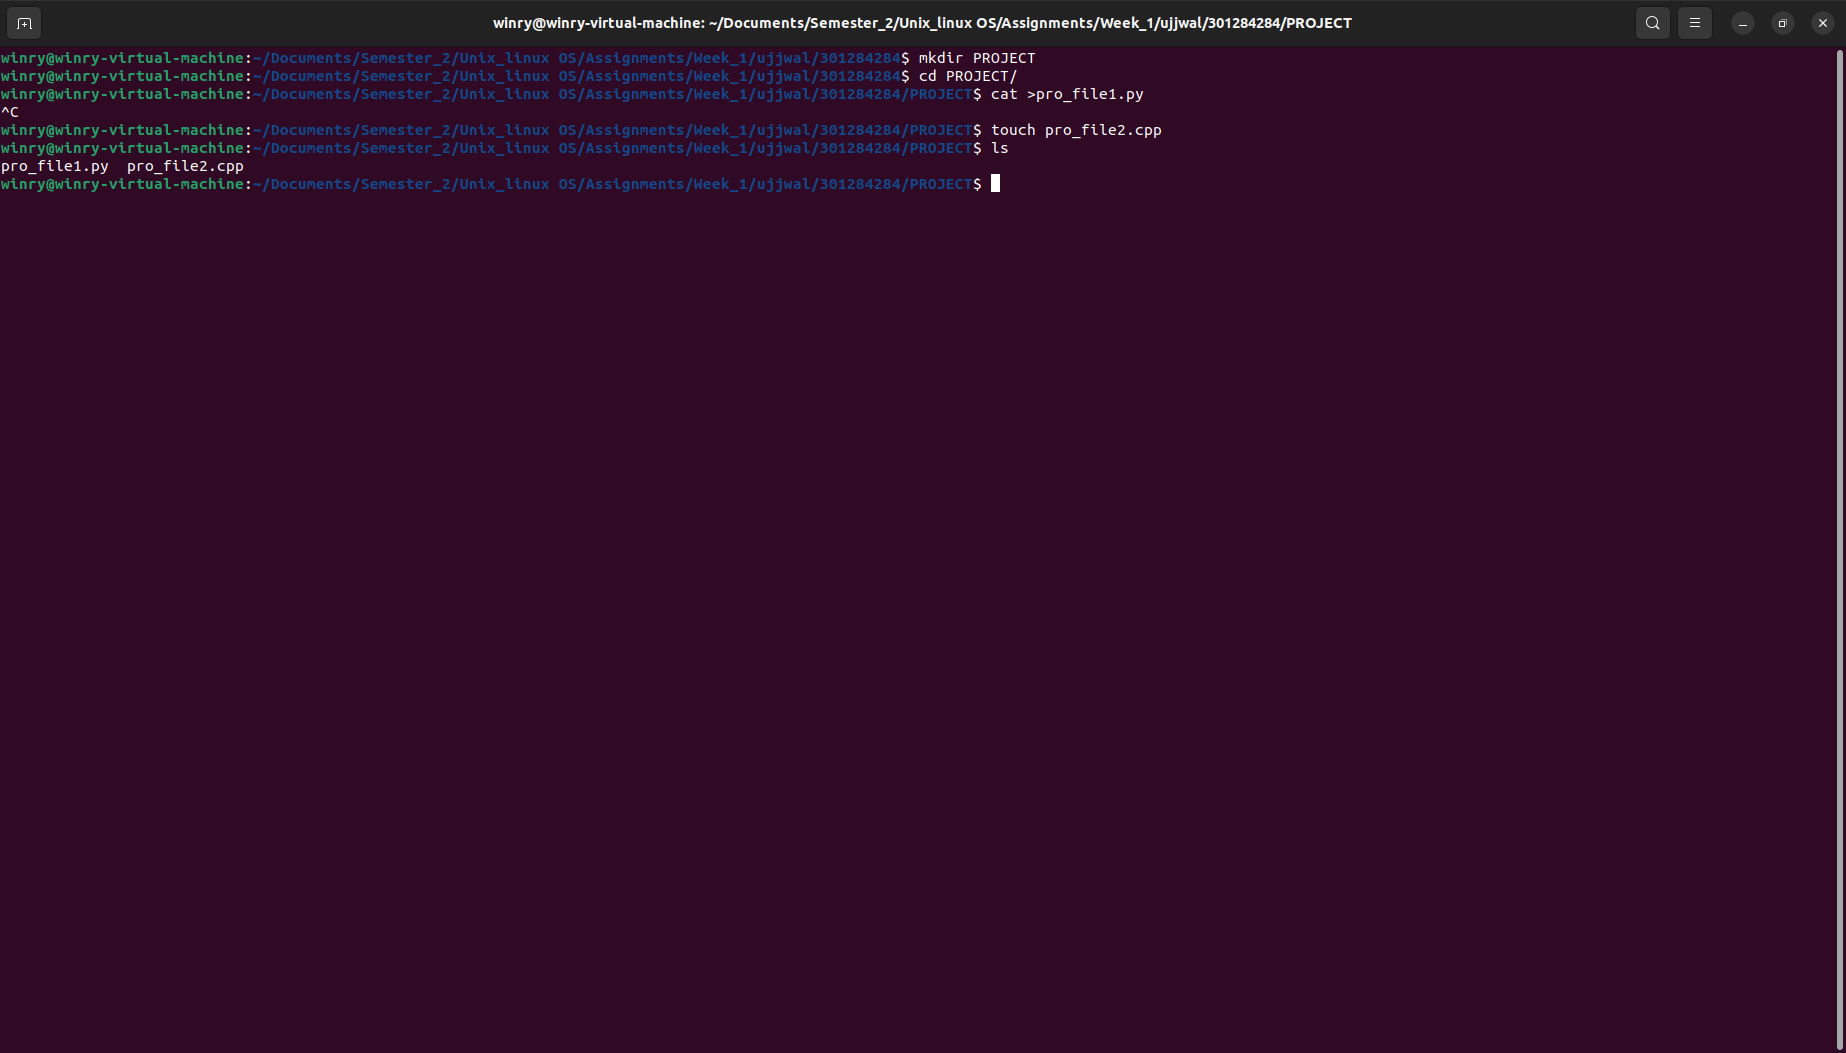 winry@winry-virtual-machine: ~/Documents/Semester_2/Unix_linux OS/Assignments/Week_1/ujjwal/301284284/PROJECT
winry@winry-virtual-machine:~/Documents/Semester_2/Unix_linux OS/Assignments/Week_1/ujjwal/301284284$ mkdir PROJECT
winry@winry-virtual-machine:~/Documents/Semester_2/Unix_linux OS/Assignments/Week_1/ujjwal/301284284$ cd PROJECT/
winry@winry-virtual-machine:~/Documents/Semester_2/Unix_linux OS/Assignments/Week_1/ujjwal/301284284/PROJECT$ cat >pro_file1.py
^C
winry@winry-virtual-machine:~/Documents/Semester_2/Unix_linux OS/Assignments/Week_1/ujjwal/301284284/PROJECT$ touch pro_file2.cpp
winry@winry-virtual-machine:~/Documents/Semester_2/Unix_linux OS/Assignments/Week_1/ujjwal/301284284/PROJECT$ ls
pro_file1.py  pro_file2.cpp
winry@winry-virtual-machine:~/Documents/Semester_2/Unix_linux OS/Assignments/Week_1/ujjwal/301284284/PROJECT$